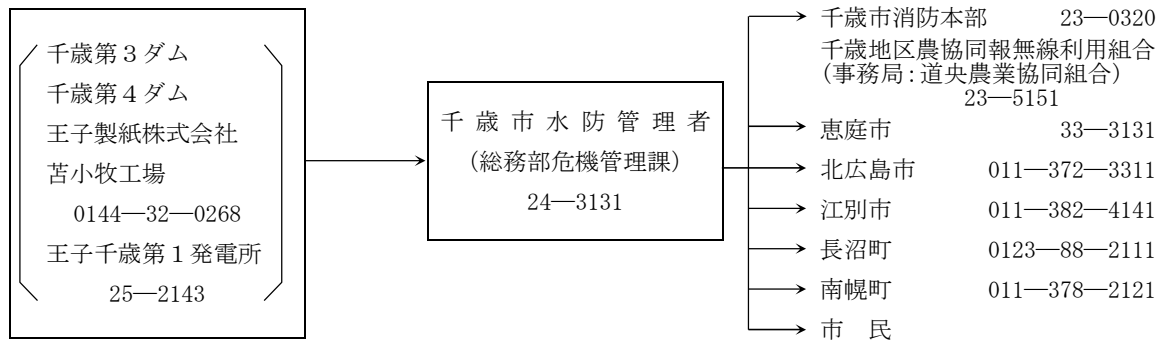 千歳第3ダム
千歳第4ダム
王子製紙株式会社
苫小牧工場
0144―32―0268
王子千歳第1発電所
25―2143
千歳市水防管理者
(総務部危機管理課)
24―3131
千歳市消防本部 23―0320
千歳地区農協同報無線利用組合
(事務局:道央農業協同組合)
23―5151
恵庭市 33―3131
北広島市 011―372―3311
江別市 011―382―4141
長沼町 0123―88―2111
南幌町 011―378―2121
市 民